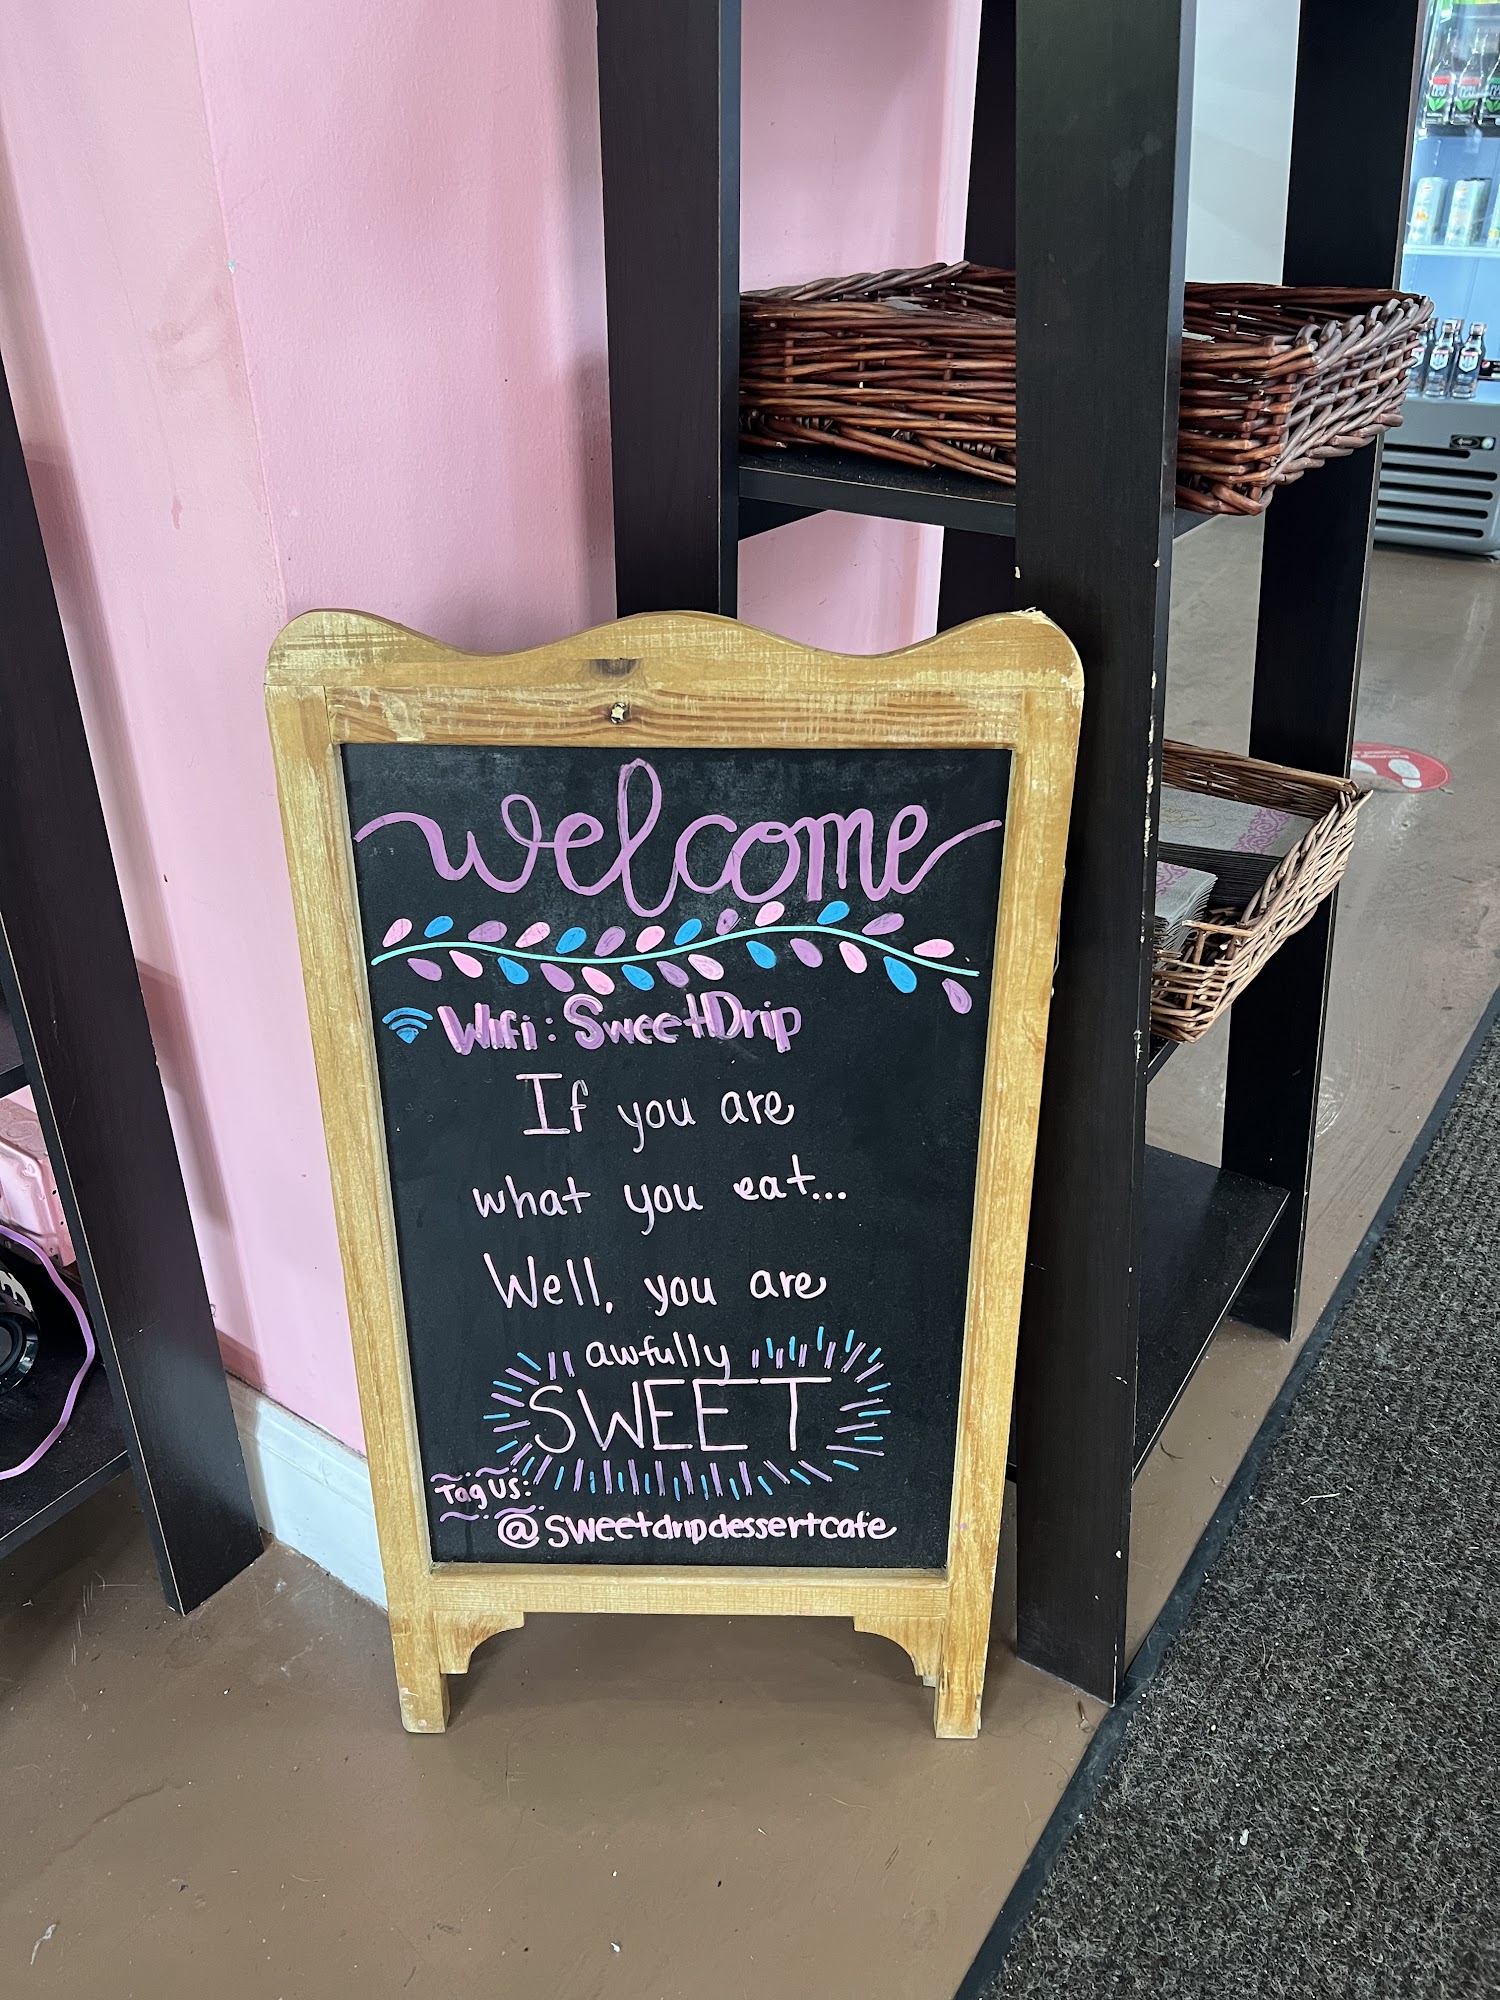 welcome
Wifi: SweetDrip
If you are
what you eat...
Well, you are
awfully
SWEET
Tag Us:
@sweetdripdessertcafe